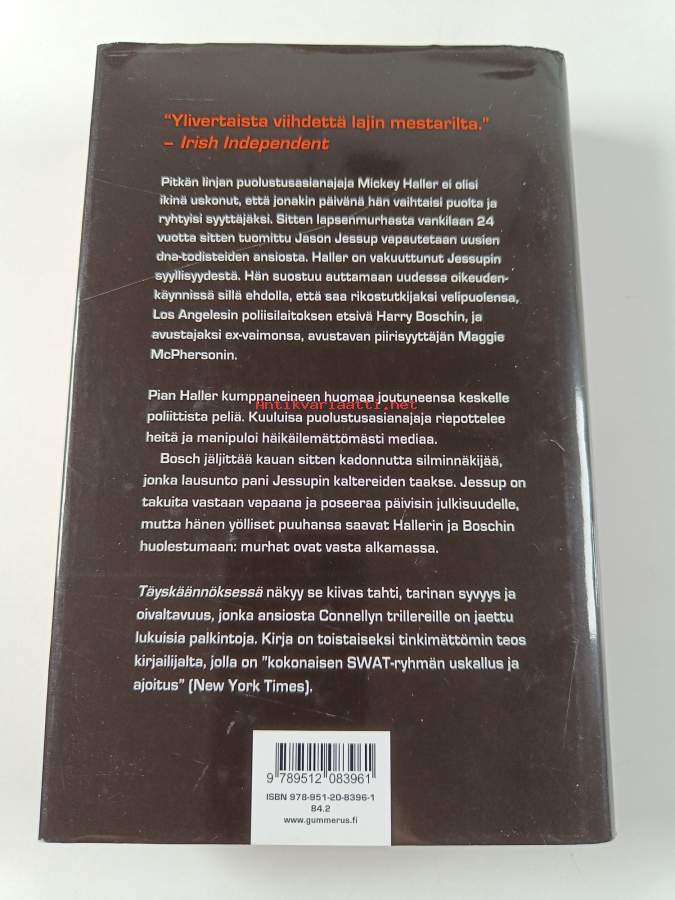 "Ylivertaista viihdettä lajin mestarilta."
– Irish Independent
Pitkän linjan puolustusasianajaja Mickey Haller ei olisi
ikinä uskonut, että jonakin päivänä hän vaihtaisi puolta ja
ryhtyisi syyttäjäksi. Sitten lapsenmurhasta vankilaan 24
vuotta sitten tuomittu Jason Jessup vapautetaan uusien
dna-todisteiden ansiosta. Haller on vakuuttunut Jessupin
syyllisyydestä. Hän suostuu auttamaan uudessa oikeuden-
käynnissä sillä ehdolla, että saa rikostutkijaksi velipuolensa,
Los Angelesin poliisilaitoksen etsivä Harry Boschin, ja
avustajaksi ex-vaimonsa, avustavan piirisyyttäjän Maggie
McPhersonin.
Pian Haller kumppaneineen huomaa joutuneensa keskelle
Antikvariaatti.net
poliittista peliä. Kuuluisa puolustusasianajaja riepottelee
heitä ja manipuloi häikäilemättömästi mediaa.
Bosch jäljittää kauan sitten kadonnutta silminnäkijää,
jonka lausunto pani Jessupin kaltereiden taakse. Jessup on
takuita vastaan vapaana ja poseeraa päivisin julkisuudelle,
mutta hänen yölliset puuhansa saavat Hallerin ja Boschin
huolestumaan: murhat ovat vasta alkamassa.
Täyskäännöksessä näkyy se kiivas tahti, tarinan syvyys ja
oivaltavuus, jonka ansiosta Connellyn trillereille on jaettu
lukuisia palkintoja. Kirja on toistaiseksi tinkimättömin teos
kirjailijalta, jolla on "kokonaisen SWAT-ryhmän uskallus ja
ajoitus" (New York Times).
9 789512 083961
ISBN 978-951-20-8396-1
84.2
www.gummerus.fi